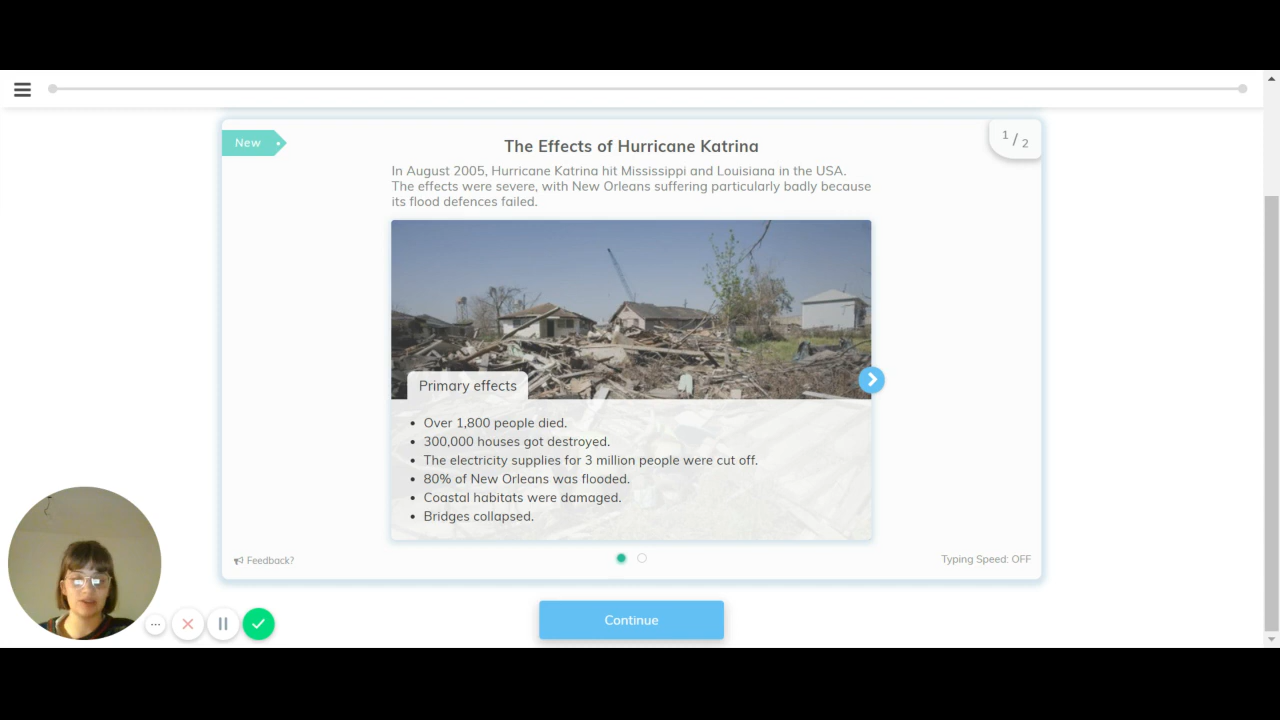 New
The Effects of Hurricane Katrina
1 / 2
In August 2005, Hurricane Katrina hit Mississippi and Louisiana in the USA.
The effects were severe, with New Orleans suffering particularly badly because
its flood defences failed.
Primary effects
• Over 1,800 people died.
• 300,000 houses got destroyed.
• The electricity supplies for 3 million people were cut off.
• 80% of New Orleans was flooded.
• Coastal habitats were damaged.
• Bridges collapsed.
Feedback?
Typing Speed: OFF
Continue